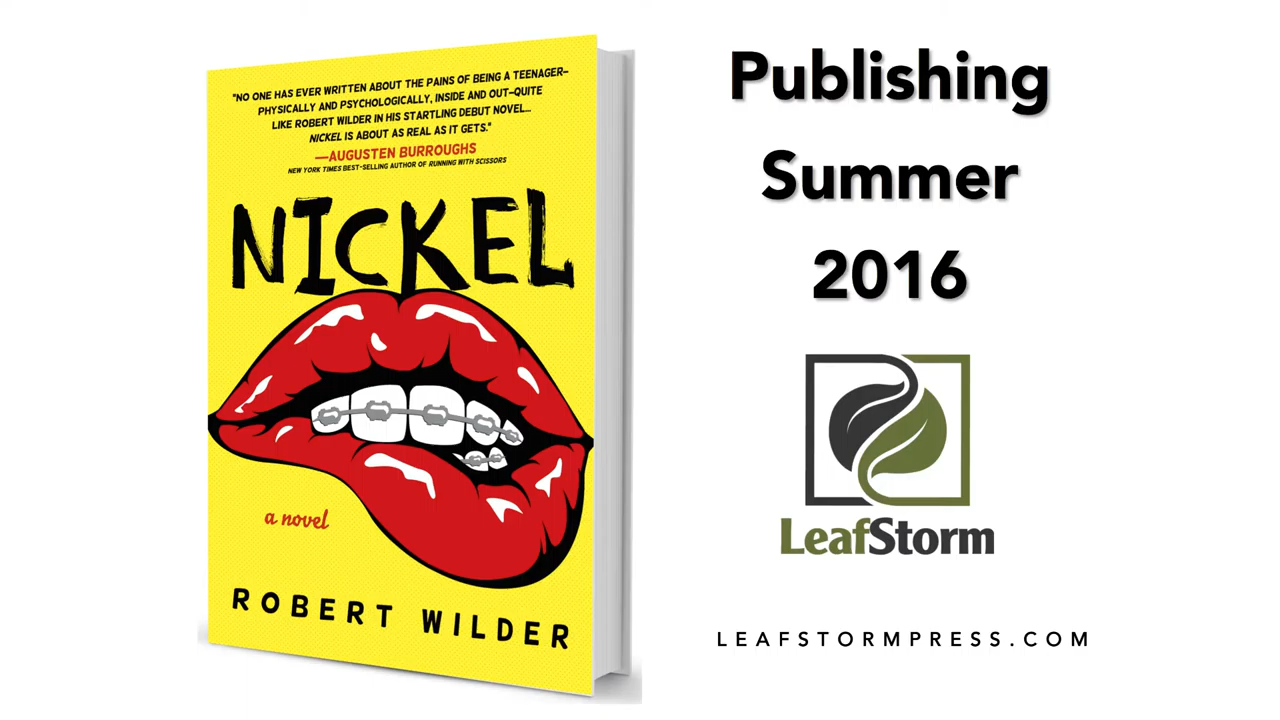 "NO ONE HAS EVER WRITTEN ABOUT THE PAINS OF BEING A TEENAGER–
PHYSICALLY AND PSYCHOLOGICALLY, INSIDE AND OUT–QUITE
LIKE ROBERT WILDER IN HIS STARTLING DEBUT NOVEL...
NICKEL IS ABOUT AS REAL AS IT GETS."
—AUGUSTEN BURROUGHS
NEW YORK TIMES BEST-SELLING AUTHOR OF RUNNING WITH SCISSORS
NICKEL
a novel
ROBERT WILDER
Publishing
Summer
2016
LeafStorm
LEAFSTORMPRESS.COM